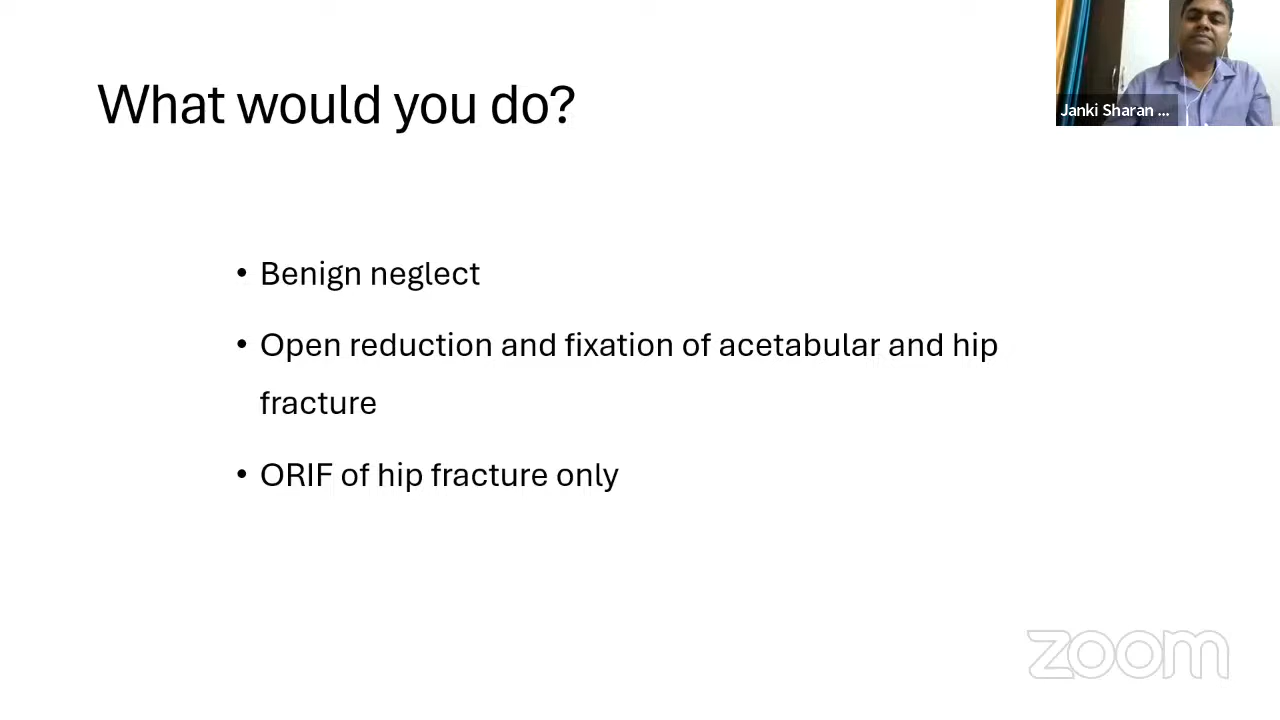 What would you do?
Janki Sharan ...
• Benign neglect
• Open reduction and fixation of acetabular and hip
fracture
• ORIF of hip fracture only
zoom